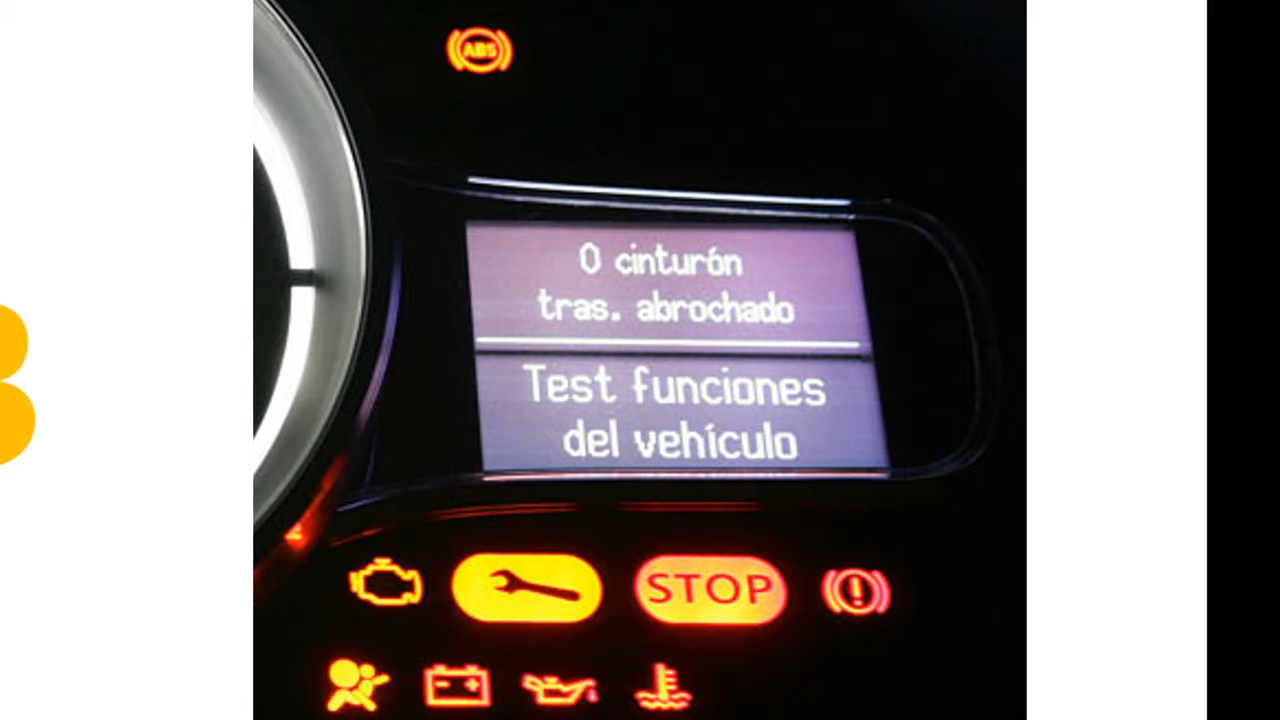 ABS
0 cinturón
tras. abrochado
Test funciones
del vehículo
STOP